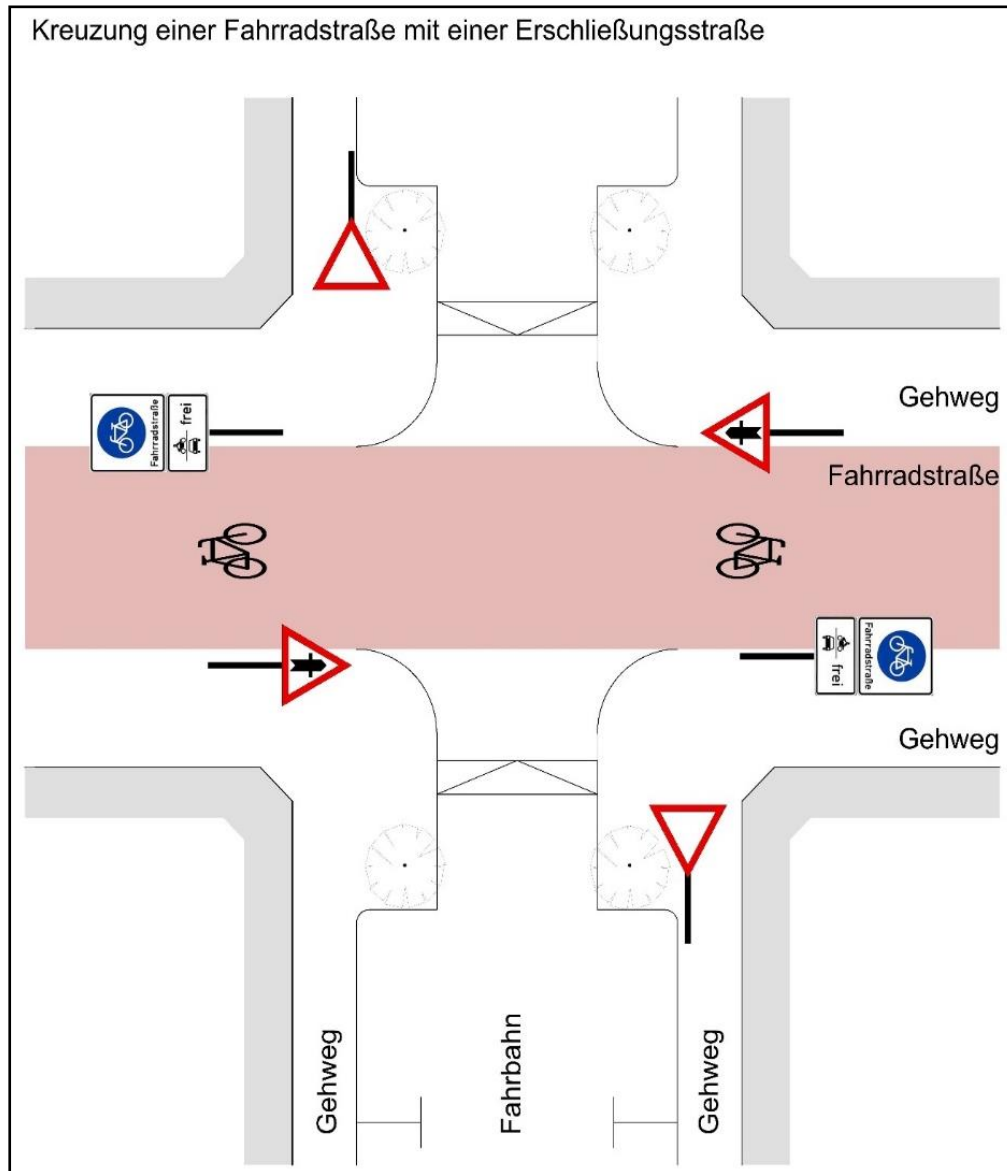 Kreuzung einer Fahrradstraße mit einer Erschließungsstraße
Fahrradstraße
frei
Gehweg
Fahrradstraße
frei
Fahrradstraße
Gehweg
Gehweg
Fahrbahn
Gehweg